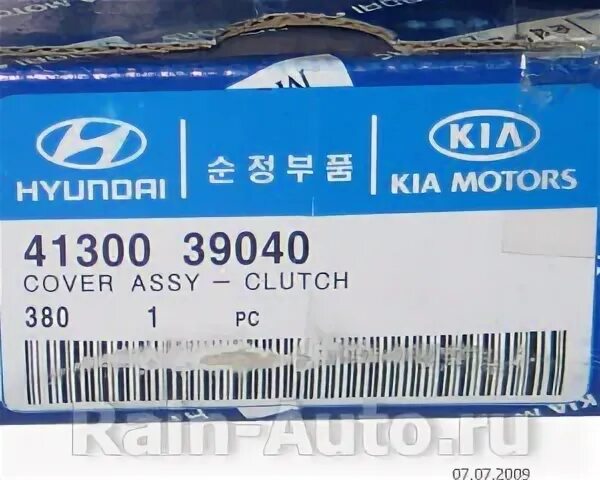 HYUNDAI
순정부품
KIA
KIA MOTORS
41300 39040
COVER ASSY – CLUTCH
380 1 PC
Rain-Auto.ru
07.07.2009